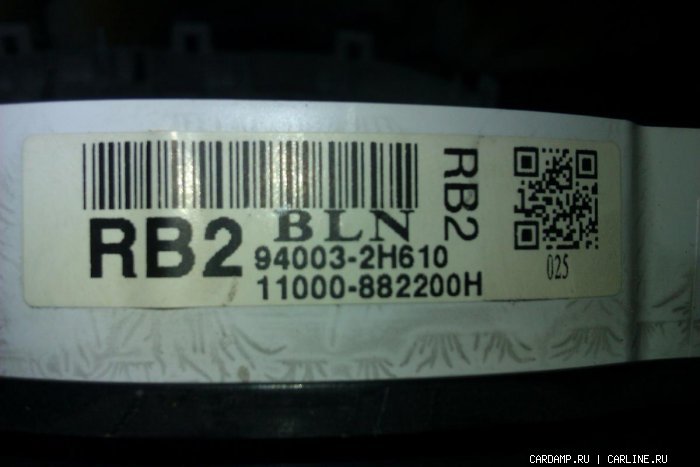 RB2
BLN
94003-2H610
11000-882200H
RB2
025
CARDAMP.RU | CARLINE.RU